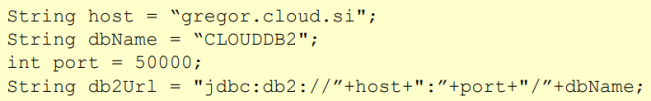 String host = “gregor.cloud.si";
String dbName = “CLOUDDB2";
int port = 50000;
String db2Url = "jdbc:db2://”+host+":”+port+"/”+dbName;